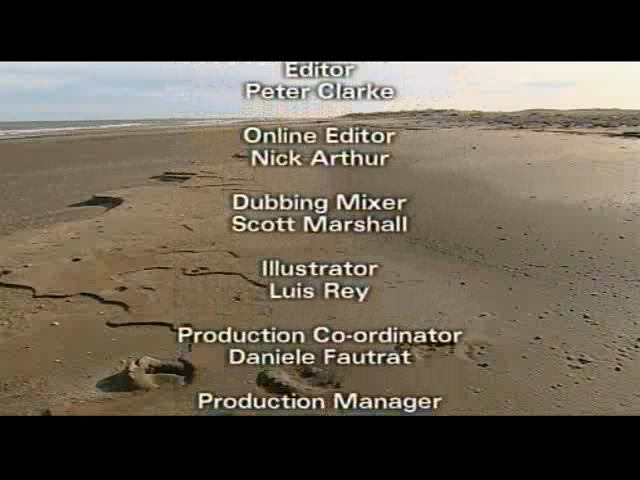 Editor
Peter Clarke
Online Editor
Nick Arthur
Dubbing Mixer
Scott Marshall
Illustrator
Luis Rey
Production Co-ordinator
Daniele Fautrat
Production Manager